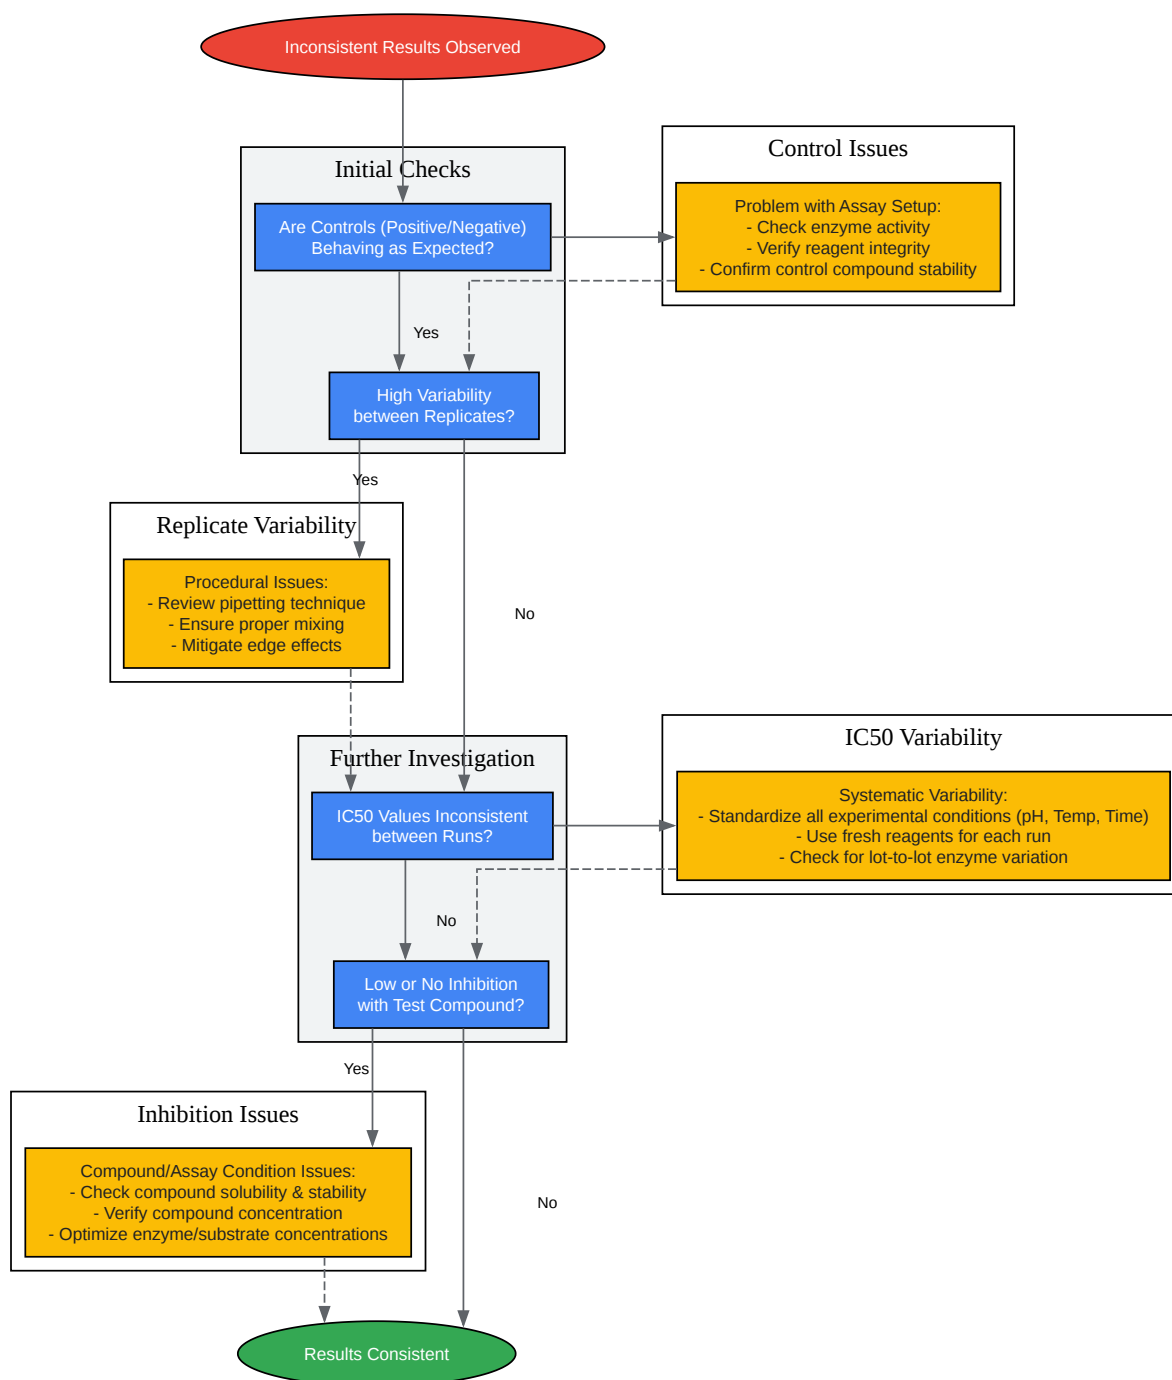 Inconsistent Results Observed
Initial Checks
Control Issues
Are Controls (Positive/Negative)
Behaving as Expected?
Problem with Assay Setup:
- Check enzyme activity
- Verify reagent integrity
- Confirm control compound stability
Yes
High Variability
between Replicates?
Yes
Replicate Variability
Procedural Issues:
- Review pipetting technique
- Ensure proper mixing
- Mitigate edge effects
No
Further Investigation
IC50 Variability
IC50 Values Inconsistent
between Runs?
Systematic Variability:
- Standardize all experimental conditions (pH, Temp, Time)
- Use fresh reagents for each run
- Check for lot-to-lot enzyme variation
No
Low or No Inhibition
with Test Compound?
Yes
Inhibition Issues
Compound/Assay Condition Issues:
- Check compound solubility & stability
- Verify compound concentration
- Optimize enzyme/substrate concentrations
No
Results Consistent